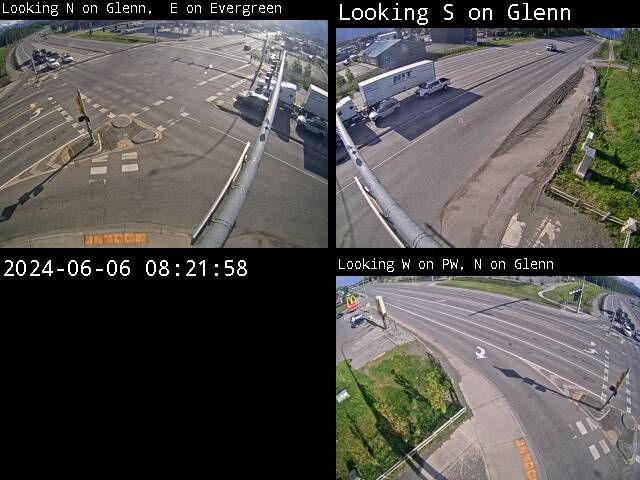 Looking N on Glenn,  E on Evergreen
Looking S on Glenn
2024-06-06 08:21:58
Looking W on PW, N on Glenn